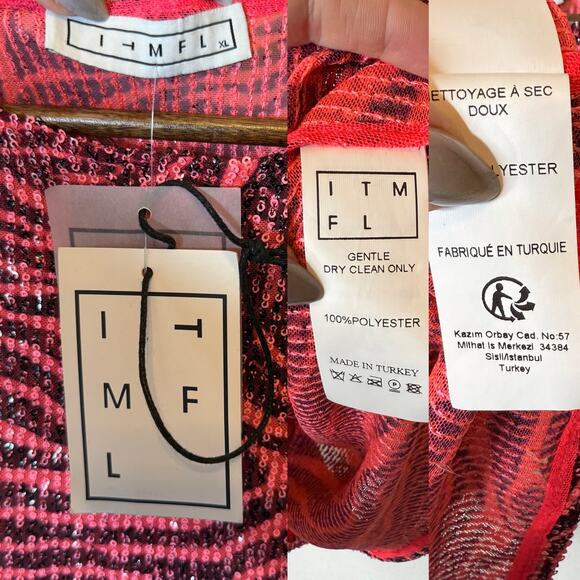 I T M F L XL
I T
M F
L
I T M
F L
GENTLE
DRY CLEAN ONLY
100%POLYESTER
MADE IN TURKEY
ETTOYAGE À SEC
DOUX
LYESTER
FABRIQUÉ EN TURQUIE
Kazım Orbay Cad. No:57
Mithat is Merkezi 34384
Sisli/Istanbul
Turkey